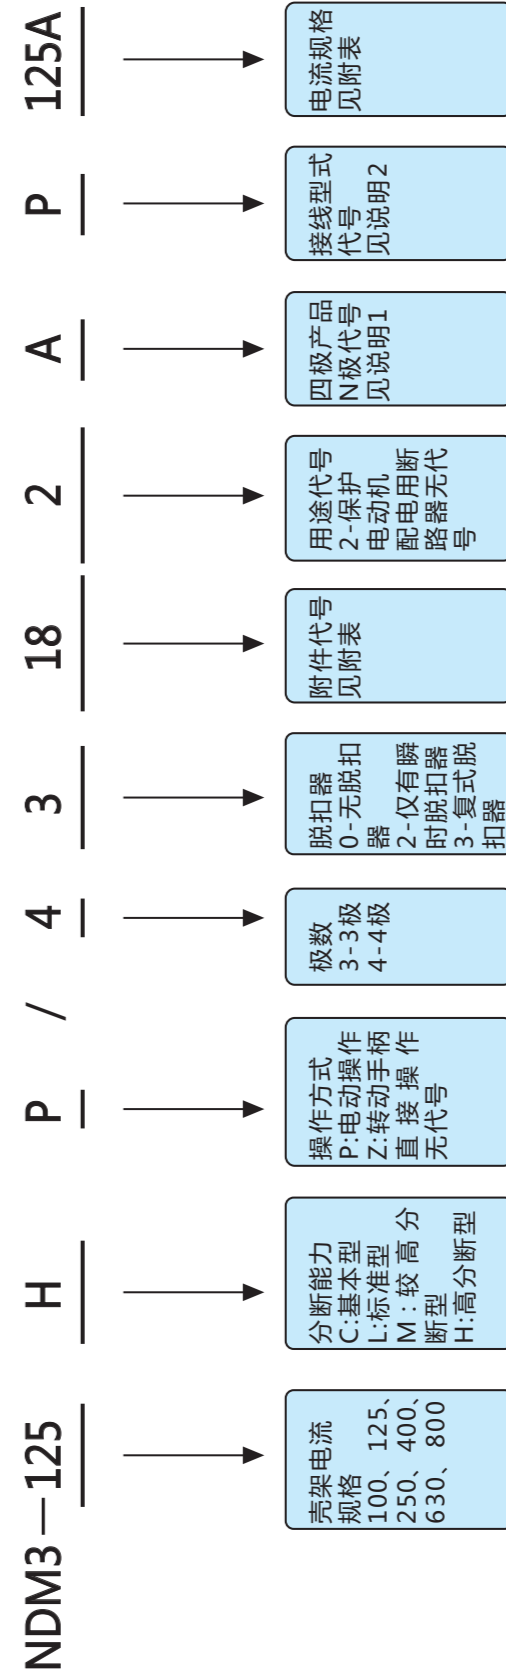 NDM3—125 H P / 4 3 18 2 A P 125A
壳架电流
规格
100、125、
250、400、
630、800
分断能力
C:基本型
L:标准型
M:较高分
断型
H:高分断型
操作方式
P:电动操作
Z:转动手柄
直接操作
无代号
极数
3-3极
4-4极
脱扣器
0-无脱扣
器
2-仅有瞬
时脱扣器
3-复式脱
扣器
附件代号
见附表
用途代号
2-保护
电动机
配电用断
路器无代
号
四极产品
N极代号
见说明1
接线型式
代号
见说明2
电流规格
见附表